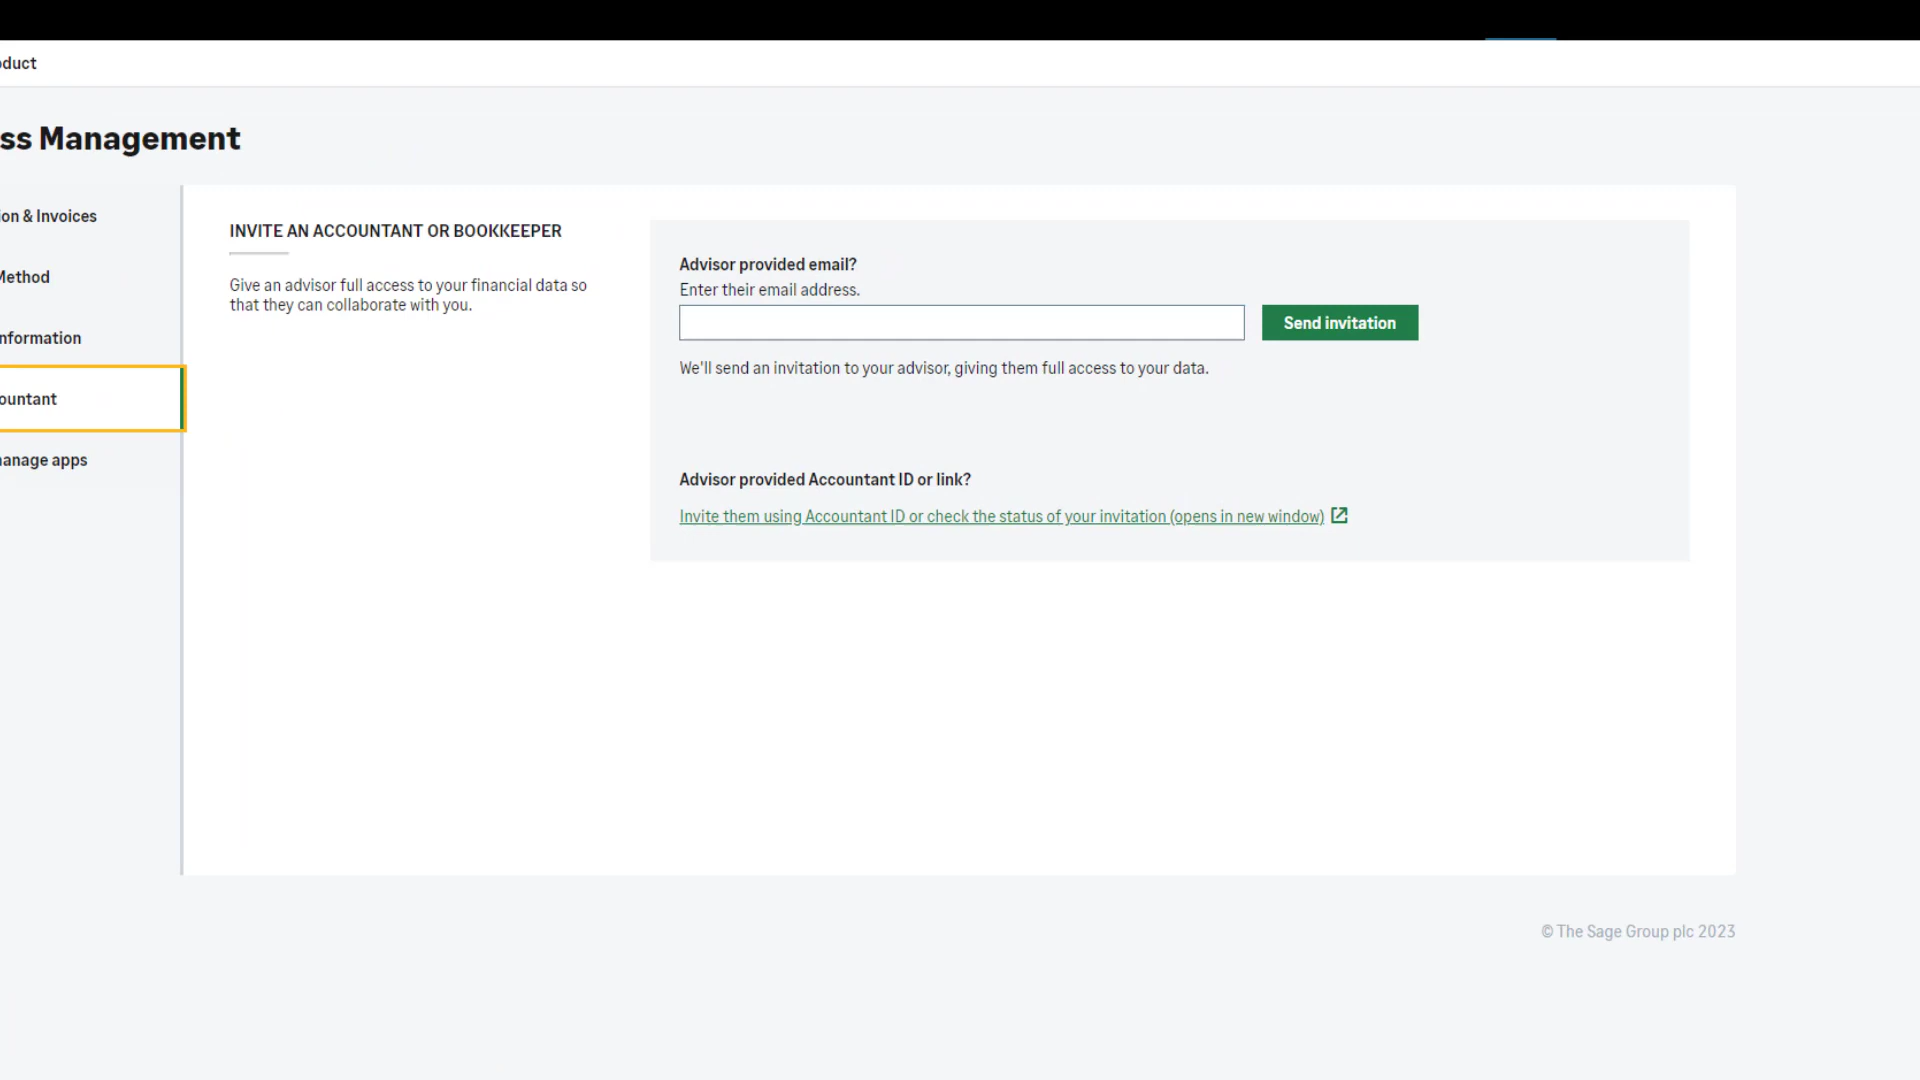 oduct
ss Management
ion & Invoices
Method
nformation
ountant
anage apps
INVITE AN ACCOUNTANT OR BOOKKEEPER
Give an advisor full access to your financial data so
that they can collaborate with you.
Advisor provided email?
Enter their email address.
Send invitation
We'll send an invitation to your advisor, giving them full access to your data.
Advisor provided Accountant ID or link?
Invite them using Accountant ID or check the status of your invitation (opens in new window)
© The Sage Group plc 2023